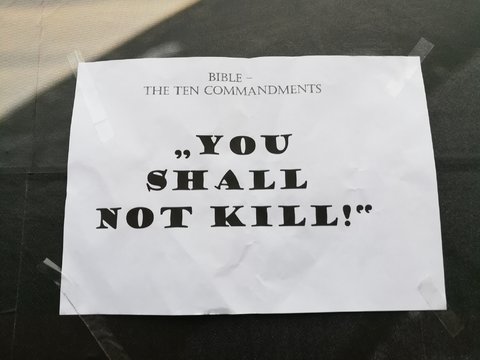 BIBLE –
THE TEN COMMANDMENTS
„YOU
SHALL
NOT KILL!“